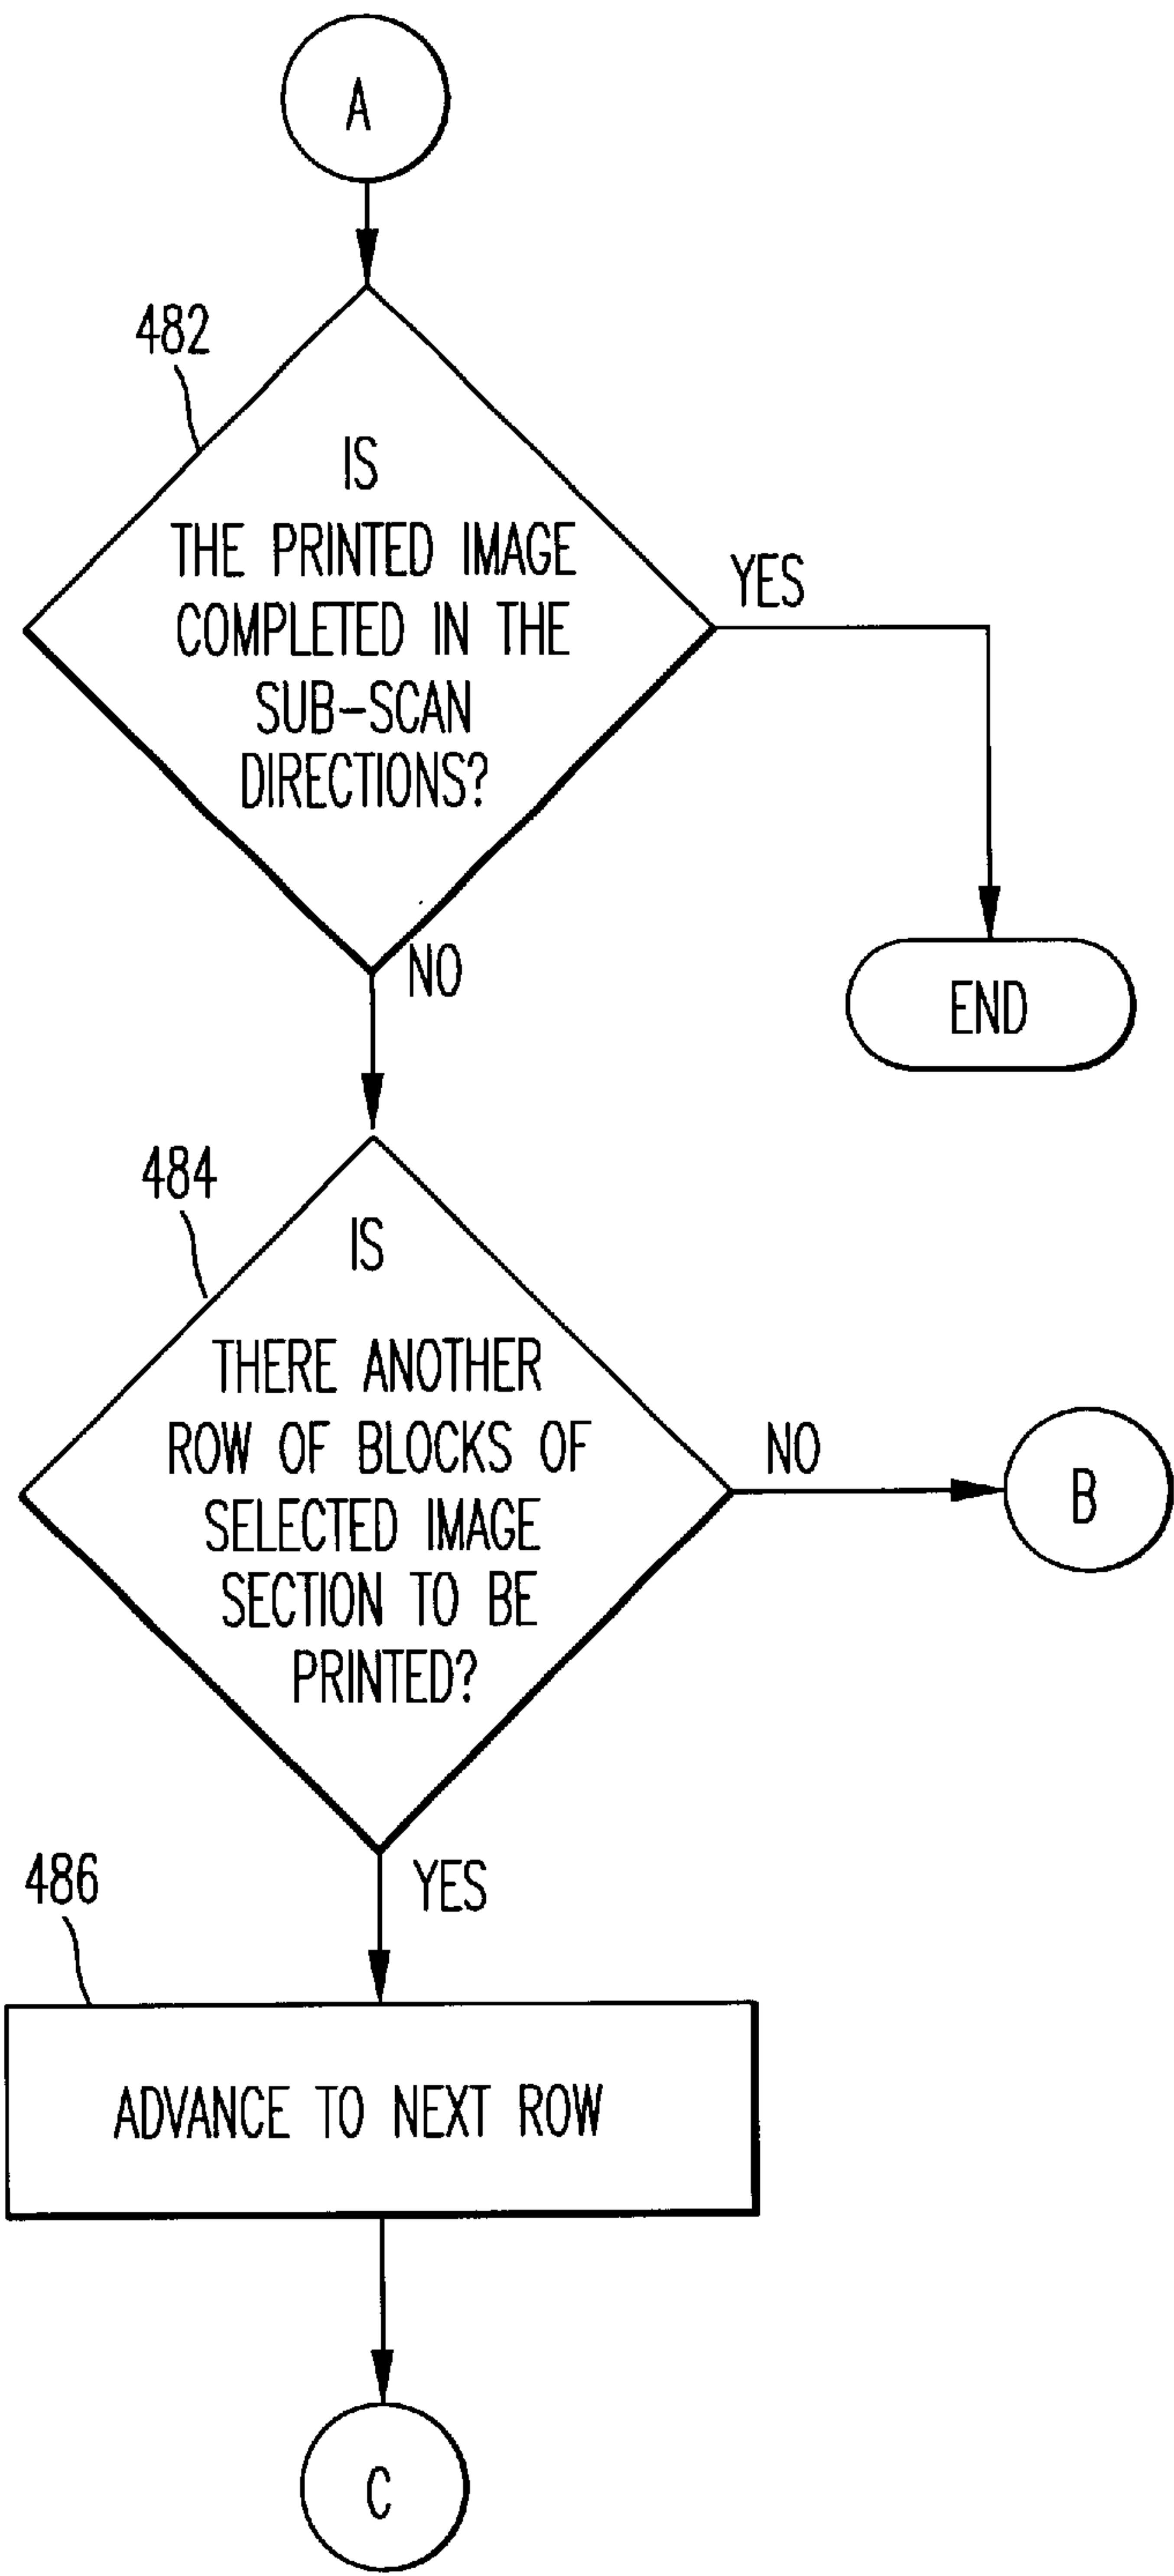 A
482
IS
THE PRINTED IMAGE
COMPLETED IN THE
SUB-SCAN
DIRECTIONS?
YES
NO
END
484
IS
THERE ANOTHER
ROW OF BLOCKS OF
SELECTED IMAGE
SECTION TO BE
PRINTED?
NO
B
YES
486
ADVANCE TO NEXT ROW
C